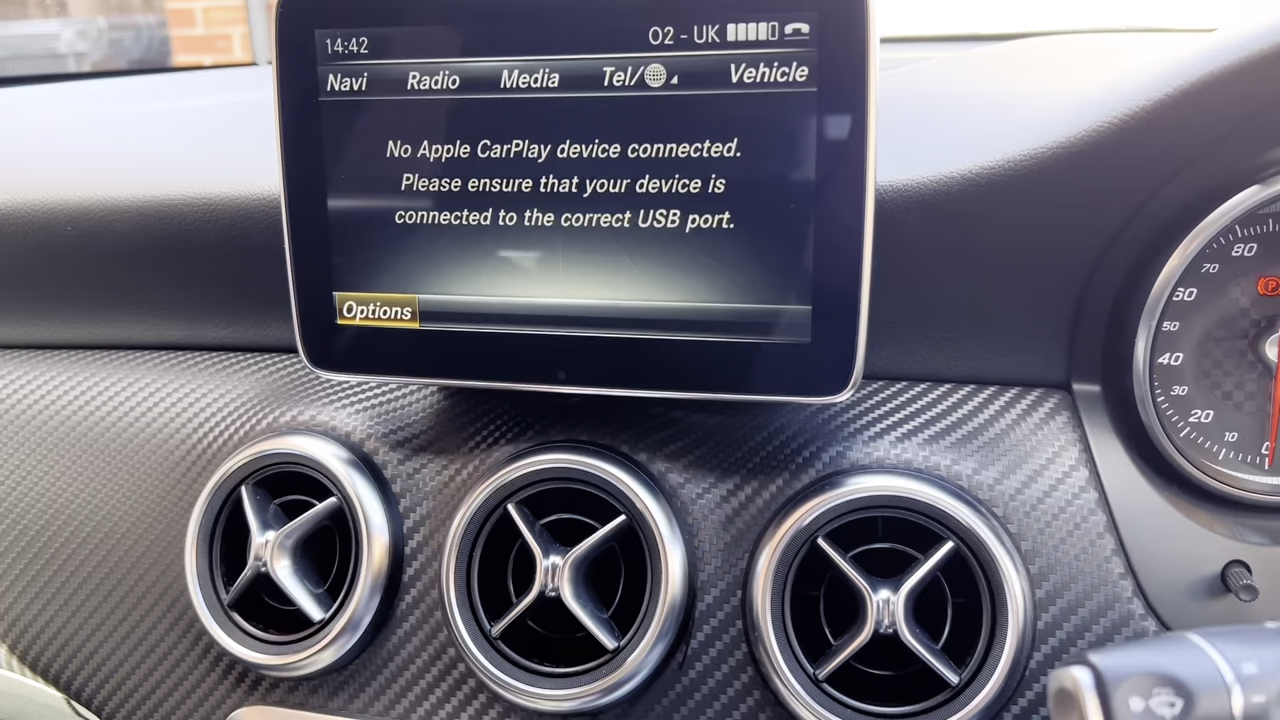 14:42
O2 - UK
Navi Radio Media Tel/ Vehicle
No Apple CarPlay device connected.
Please ensure that your device is
connected to the correct USB port.
Options
80
70
60
50
40
30
20
10
0
P